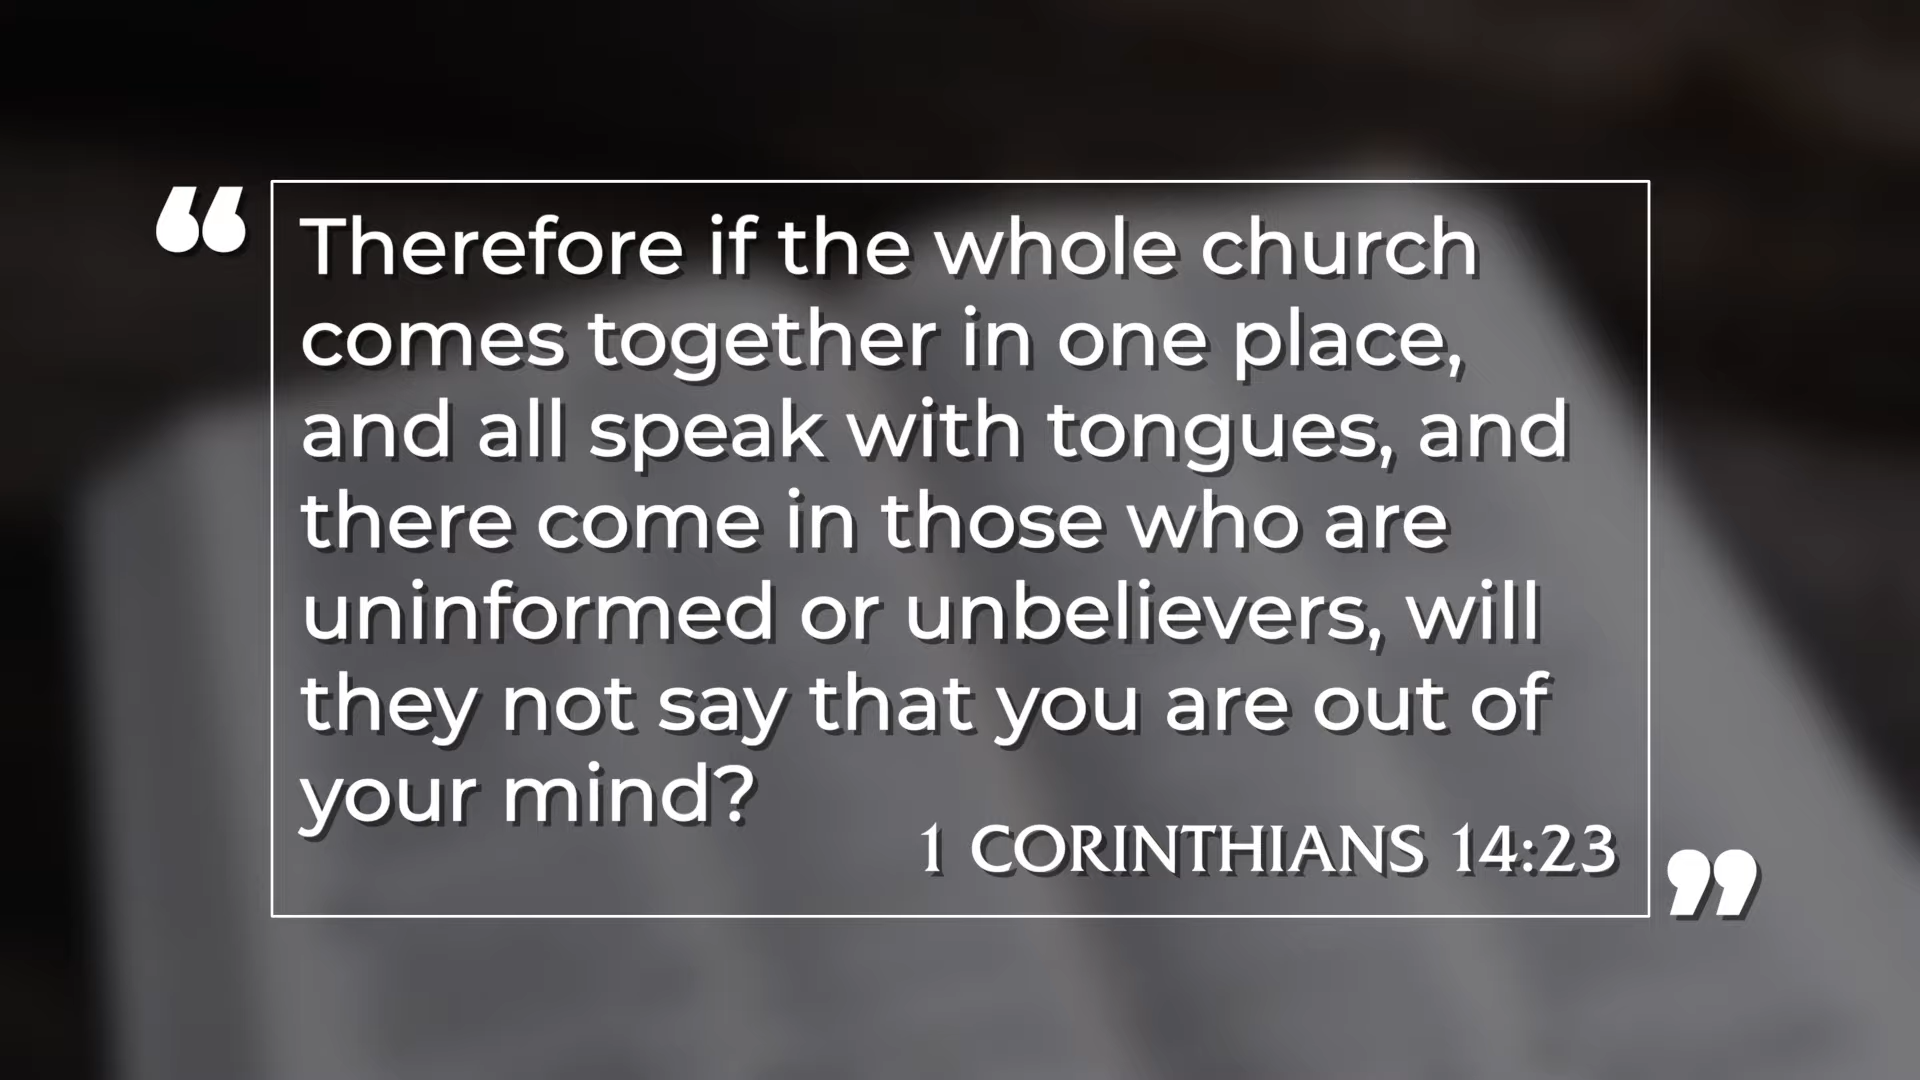 “
Therefore if the whole church
comes together in one place,
and all speak with tongues, and
there come in those who are
uninformed or unbelievers, will
they not say that you are out of
your mind?
1 CORINTHIANS 14:23
”